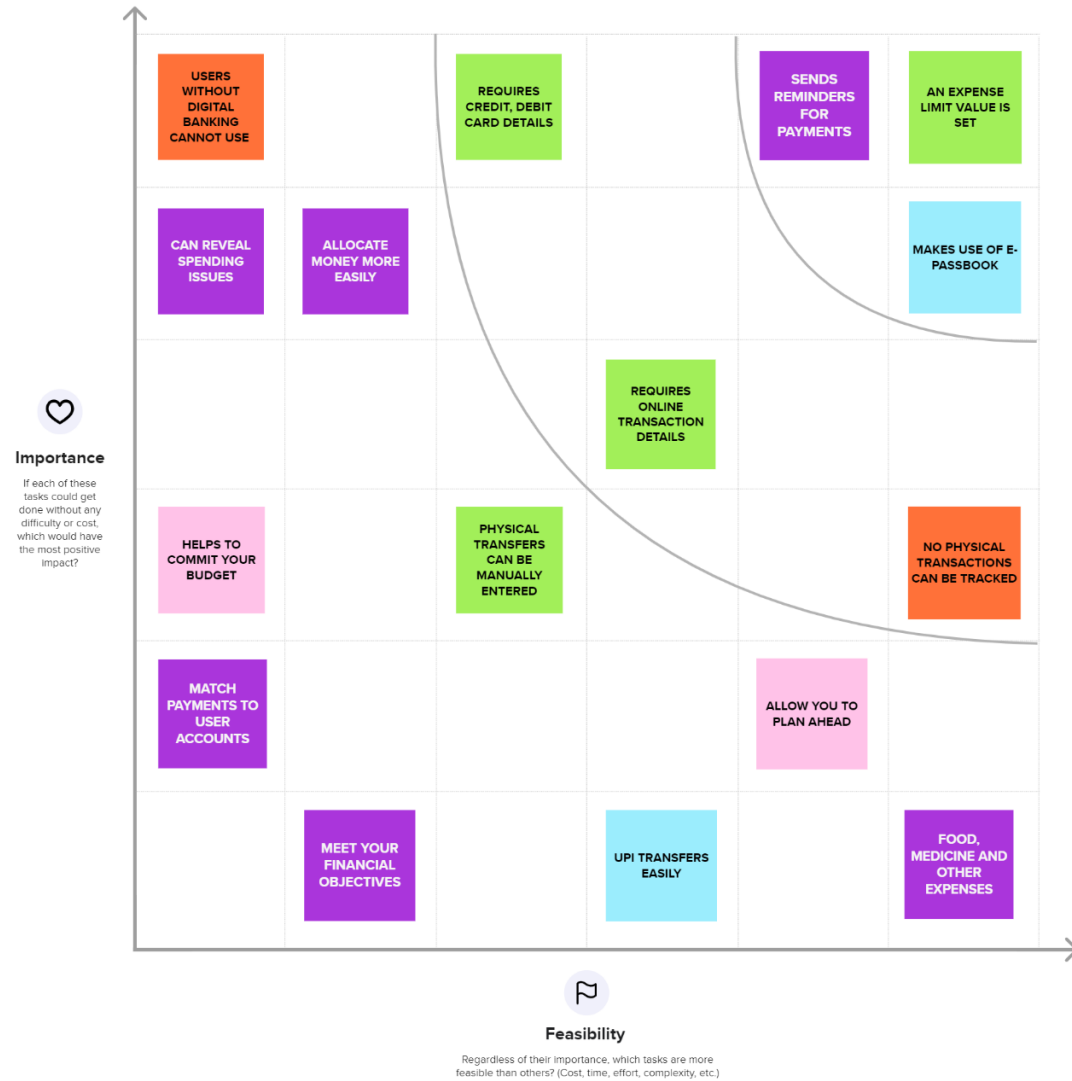 USERS
WITHOUT
DIGITAL
BANKING
CANNOT USE
REQUIRES
CREDIT, DEBIT
CARD DETAILS
SENDS
REMINDERS
FOR
PAYMENTS
AN EXPENSE
LIMIT VALUE IS
SET
CAN REVEAL
SPENDING
ISSUES
ALLOCATE
MONEY MORE
EASILY
MAKES USE OF E-
PASSBOOK
REQUIRES
ONLINE
TRANSACTION
DETAILS
Importance
If each of these
tasks could get
done without any
difficulty or cost,
which would have
the most positive
impact?
HELPS TO
COMMIT YOUR
BUDGET
PHYSICAL
TRANSFERS
CAN BE
MANUALLY
ENTERED
NO PHYSICAL
TRANSACTIONS
CAN BE TRACKED
MATCH
PAYMENTS TO
USER
ACCOUNTS
ALLOW YOU TO
PLAN AHEAD
MEET YOUR
FINANCIAL
OBJECTIVES
UPI TRANSFERS
EASILY
FOOD,
MEDICINE AND
OTHER
EXPENSES
Feasibility
Regardless of their importance, which tasks are more
feasible than others? (Cost, time, effort, complexity, etc.)